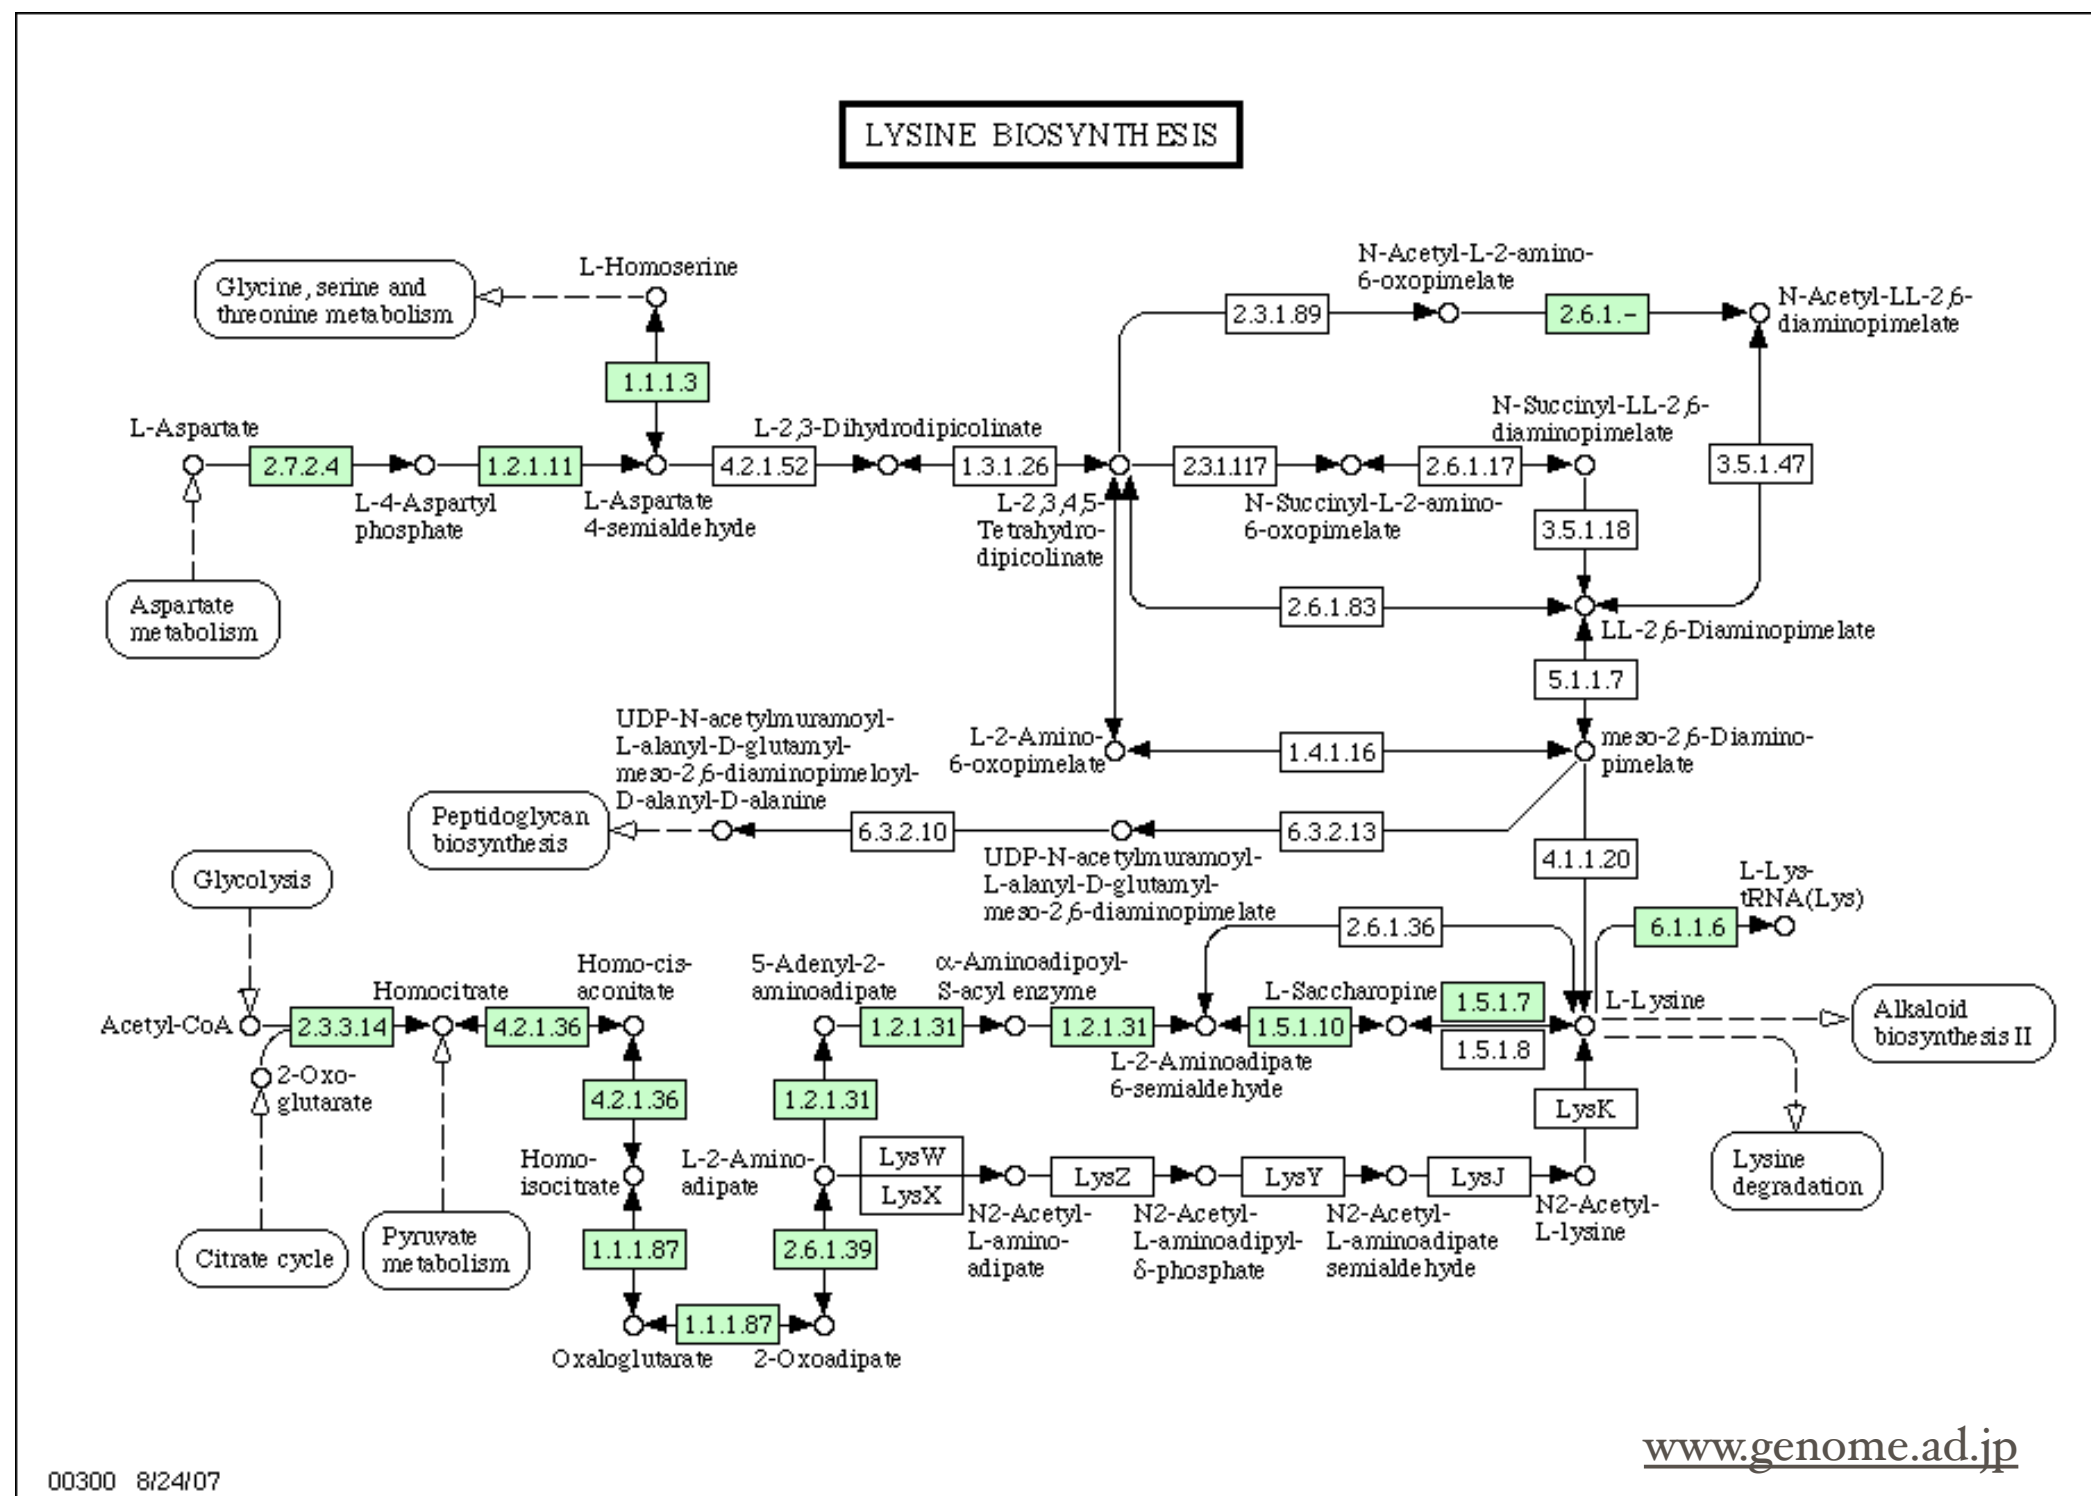 LYSINE BIOSYNTHESIS
Glycine, serine and
threonine metabolism
L-Homoserine
N-Acetyl-L-2-amino-
6-oxopimelate
2.3.1.89
2.6.1.-
N-Acetyl-LL-2,6-
diaminopimelate
1.1.1.3
L-Aspartate
2.7.2.4
1.2.1.11
L-4-Aspartyl
phosphate
L-Aspartate
4-semialdehyde
4.2.1.52
L-2,3-Dihydrodipicolinate
1.3.1.26
L-2,3,4,5-
Tetrahydro-
dipicolinate
2.3.1.117
N-Succinyl-L-2-amino-
6-oxopimelate
2.6.1.17
N-Succinyl-LL-2,6-
diaminopimelate
3.5.1.47
3.5.1.18
Aspartate
metabolism
2.6.1.83
LL-2,6-Diaminopimelate
5.1.1.7
UDP-N-acetylmuramoyl-
L-alanyl-D-glutamyl-
meso-2,6-diaminopimeloyl-
D-alanyl-D-alanine
L-2-Amino-
6-oxopimelate
1.4.1.16
meso-2,6-Diamino-
pimelate
Peptidoglycan
biosynthesis
6.3.2.10
6.3.2.13
UDP-N-acetylmuramoyl-
L-alanyl-D-glutamyl-
meso-2,6-diaminopimelate
4.1.1.20
L-Lys-
tRNA(Lys)
Glycolysis
2.6.1.36
6.1.1.6
Acetyl-CoA
2.3.3.14
Homocitrate
4.2.1.36
Homo-cis-
aconitate
5-Adenyl-2-
aminoadipate
1.2.1.31
α-Aminoadipoyl-
S-acyl enzyme
1.2.1.31
L-2-Aminoadipate
6-semialdehyde
1.5.1.10
L-Saccharopine
1.5.1.7
1.5.1.8
L-Lysine
Alkaloid
biosynthesis II
2-Oxo-
glutarate
4.2.1.36
1.2.1.31
LysK
Homo-
isocitrate
L-2-Amino-
adipate
LysW
LysX
N2-Acetyl-
L-amino-
adipate
LysZ
N2-Acetyl-
L-aminoadipyl-
δ-phosphate
LysY
N2-Acetyl-
L-aminoadipate
semialdehyde
LysJ
N2-Acetyl-
L-lysine
Lysine
degradation
Citrate cycle
Pyruvate
metabolism
1.1.1.87
2.6.1.39
1.1.1.87
Oxaloglutarate
2-Oxoadipate
www.genome.ad.jp
00300 8/24/07